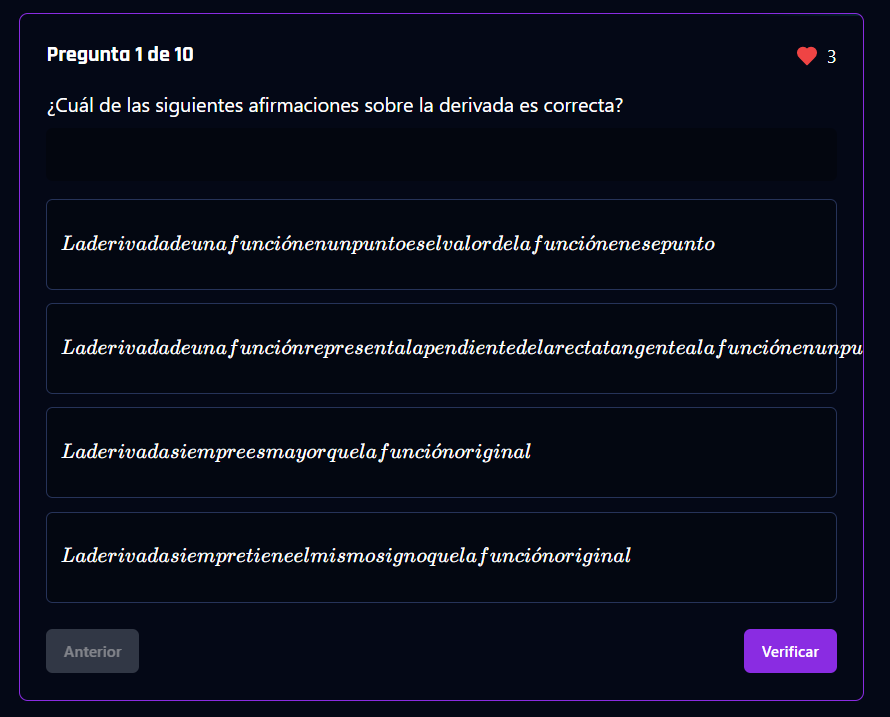 Pregunta 1 de 10
3
¿Cuál de las siguientes afirmaciones sobre la derivada es correcta?
Laderivadadeunafunciónenunpuntoeselvalordelafunciónenesepunto
Laderivadadeunafunciónrepresentalapendientedelarectatangentealafunciónenunpu
Laderivadasiempreesmayorquelafunciónoriginal
Laderivadasiempretieneelmismosignoquelafunciónoriginal
Anterior
Verificar